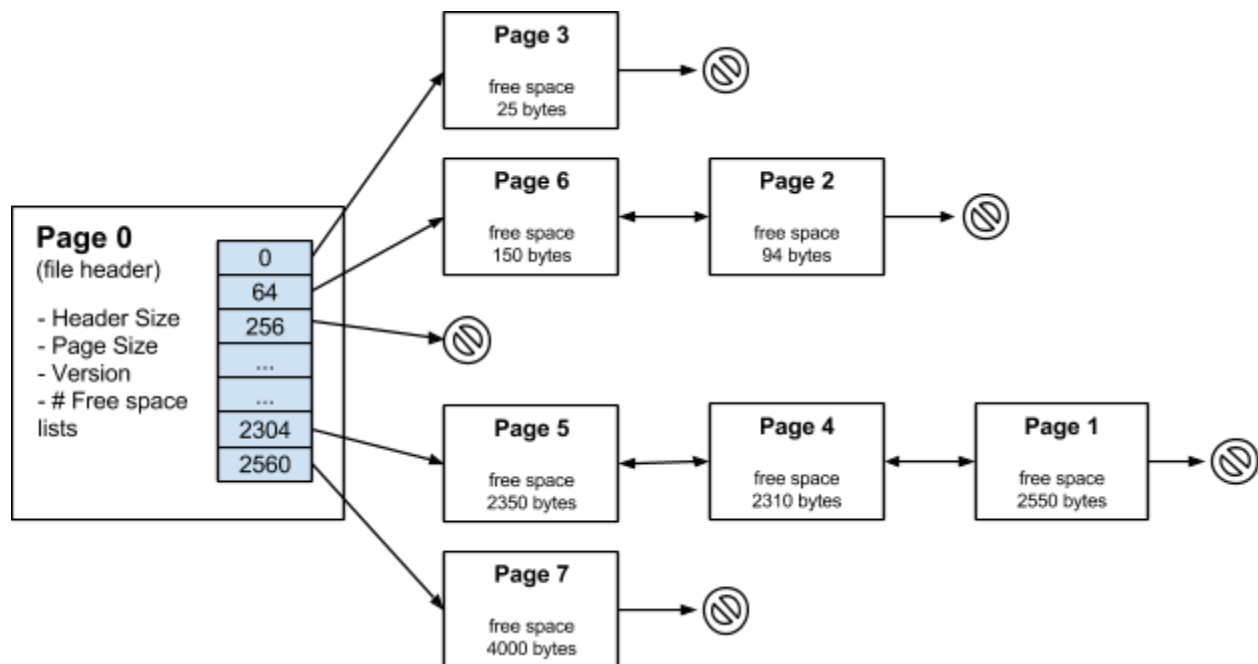 Page 3
free space
25 bytes
Page 6
free space
150 bytes
Page 2
free space
94 bytes
Page 0
(file header)
- Header Size
- Page Size
- Version
- # Free space
lists
0
64
256
...
...
2304
2560
Page 5
free space
2350 bytes
Page 4
free space
2310 bytes
Page 1
free space
2550 bytes
Page 7
free space
4000 bytes